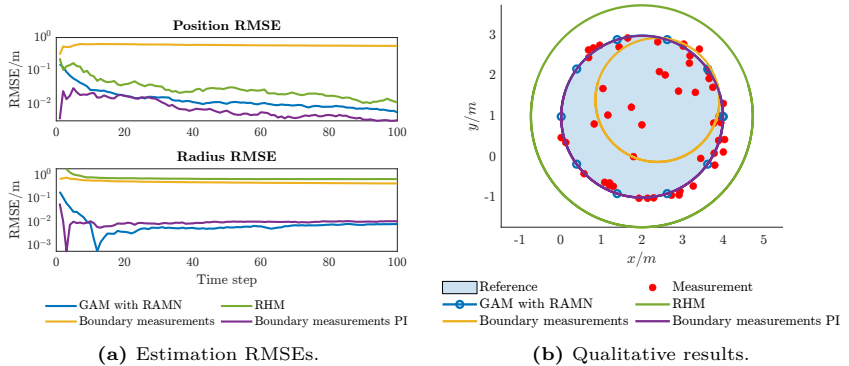 Position RMSE
RMSE/m
10^0
10^-1
10^-2
0 20 40 60 80 100
Radius RMSE
RMSE/m
10^0
10^-1
10^-2
10^-3
0 20 40 60 80 100
Time step
GAM with RAMN RHM
Boundary measurements Boundary measurements PI
(a) Estimation RMSEs.
y/m
3
2
1
0
-1
-1 0 1 2 3 4 5
x/m
Reference Measurement
GAM with RAMN RHM
Boundary measurements Boundary measurements PI
(b) Qualitative results.